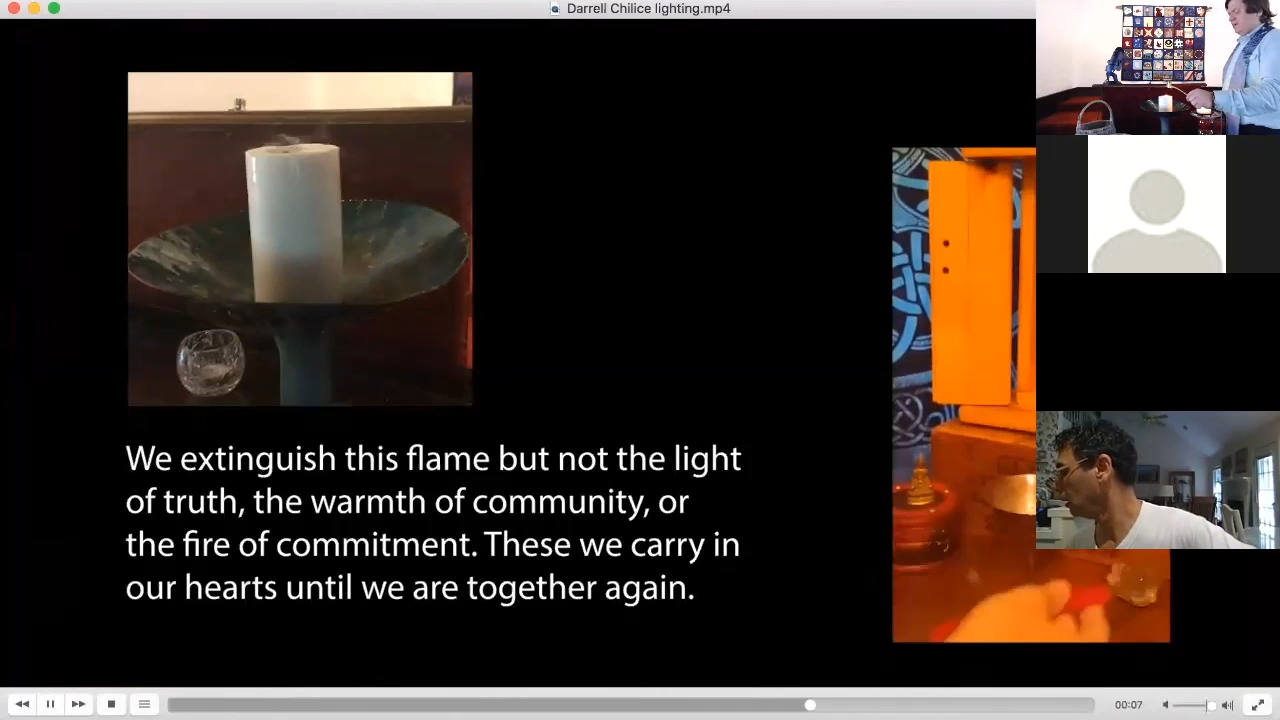 Darrell Chilice lighting.mp4
We extinguish this flame but not the light
of truth, the warmth of community, or
the fire of commitment. These we carry in
our hearts until we are together again.
00:07